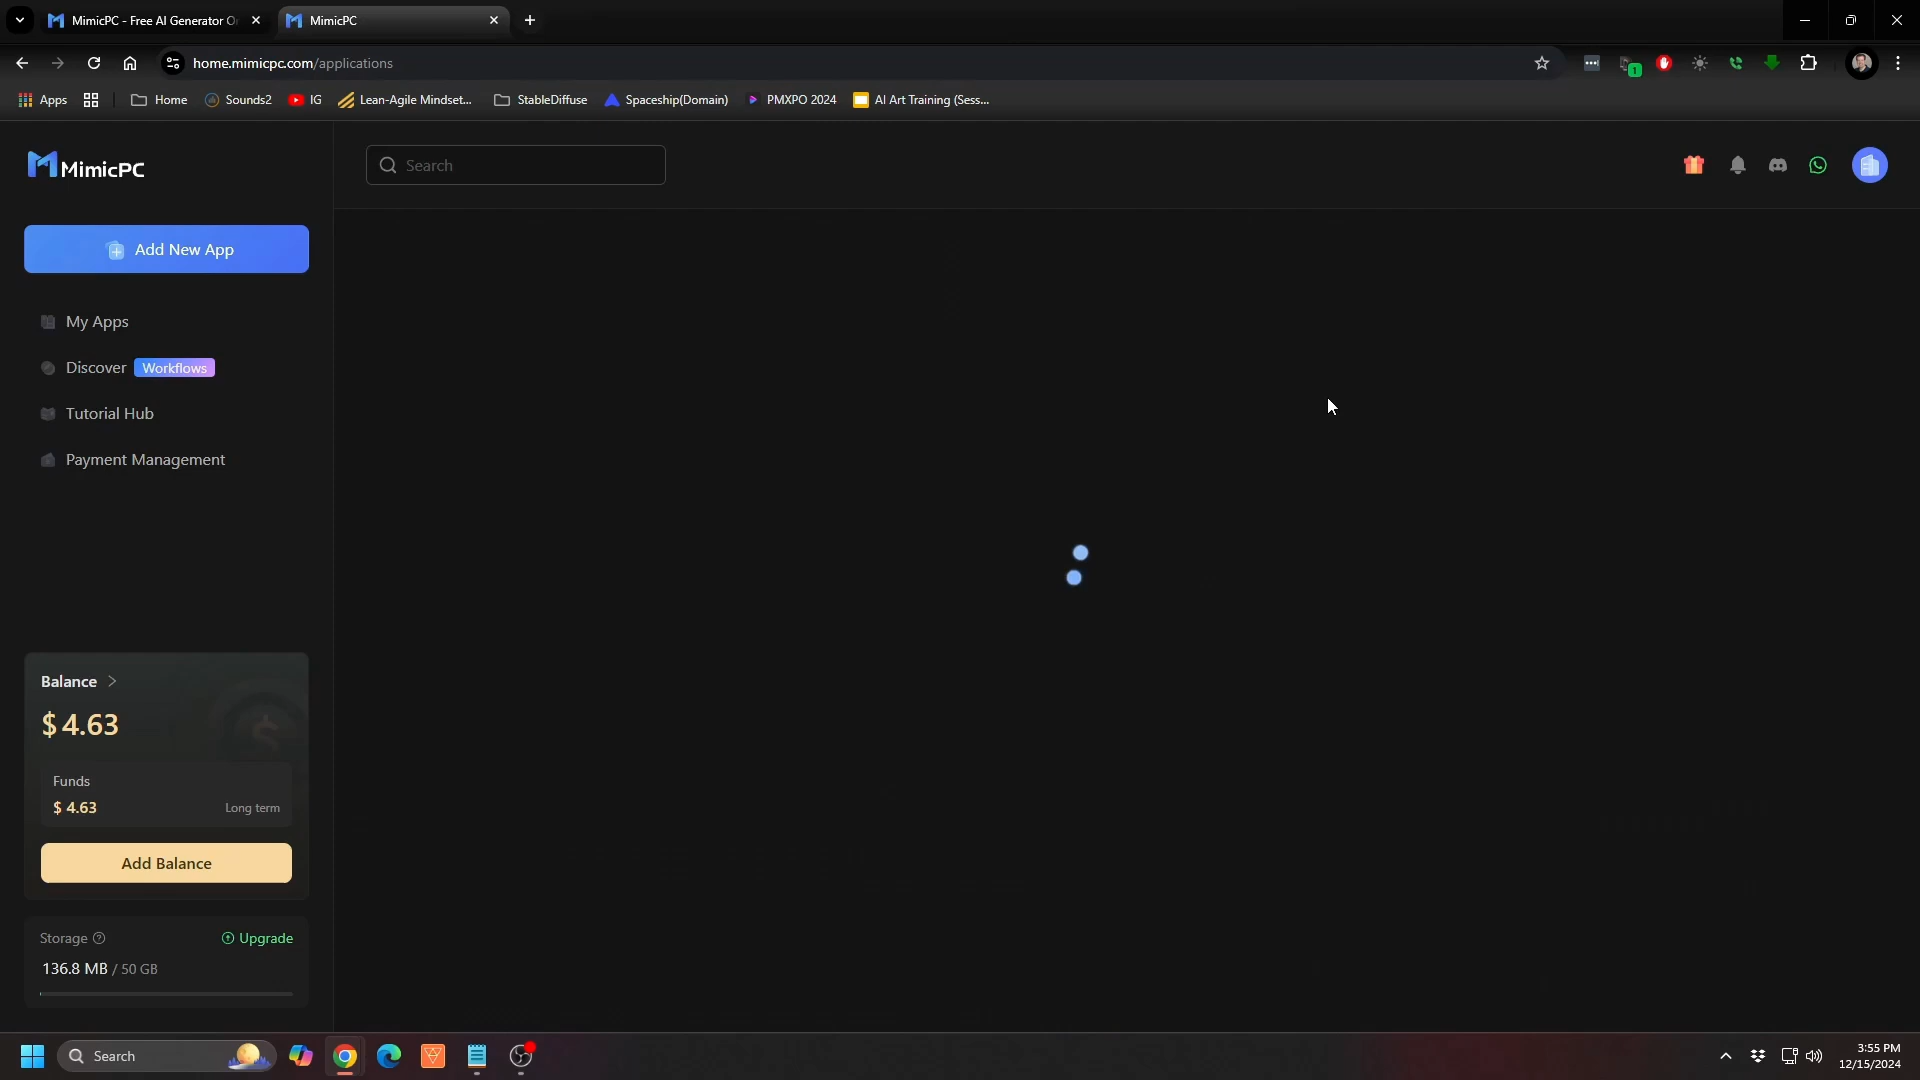 MimicPC - Free AI Generator O
MimicPC
home.mimicpc.com/applications
1
Apps
Home
Sounds2
IG
Lean-Agile Mindset...
StableDiffuse
Spaceship(Domain)
PMXPO 2024
AI Art Training (Sess...
MimicPC
Search
Add New App
My Apps
Discover Workflows
Tutorial Hub
Payment Management
Balance
$ 4.63
Funds
$ 4.63 Long term
Add Balance
Storage Upgrade
136.8 MB / 50 GB
Search
3:55 PM
12/15/2024